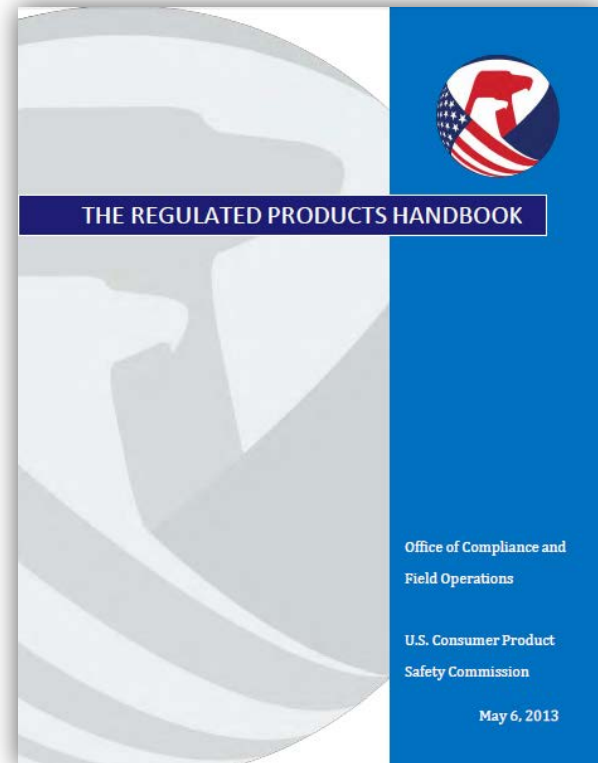 THE REGULATED PRODUCTS HANDBOOK
Office of Compliance and
Field Operations
U.S. Consumer Product
Safety Commission
May 6, 2013